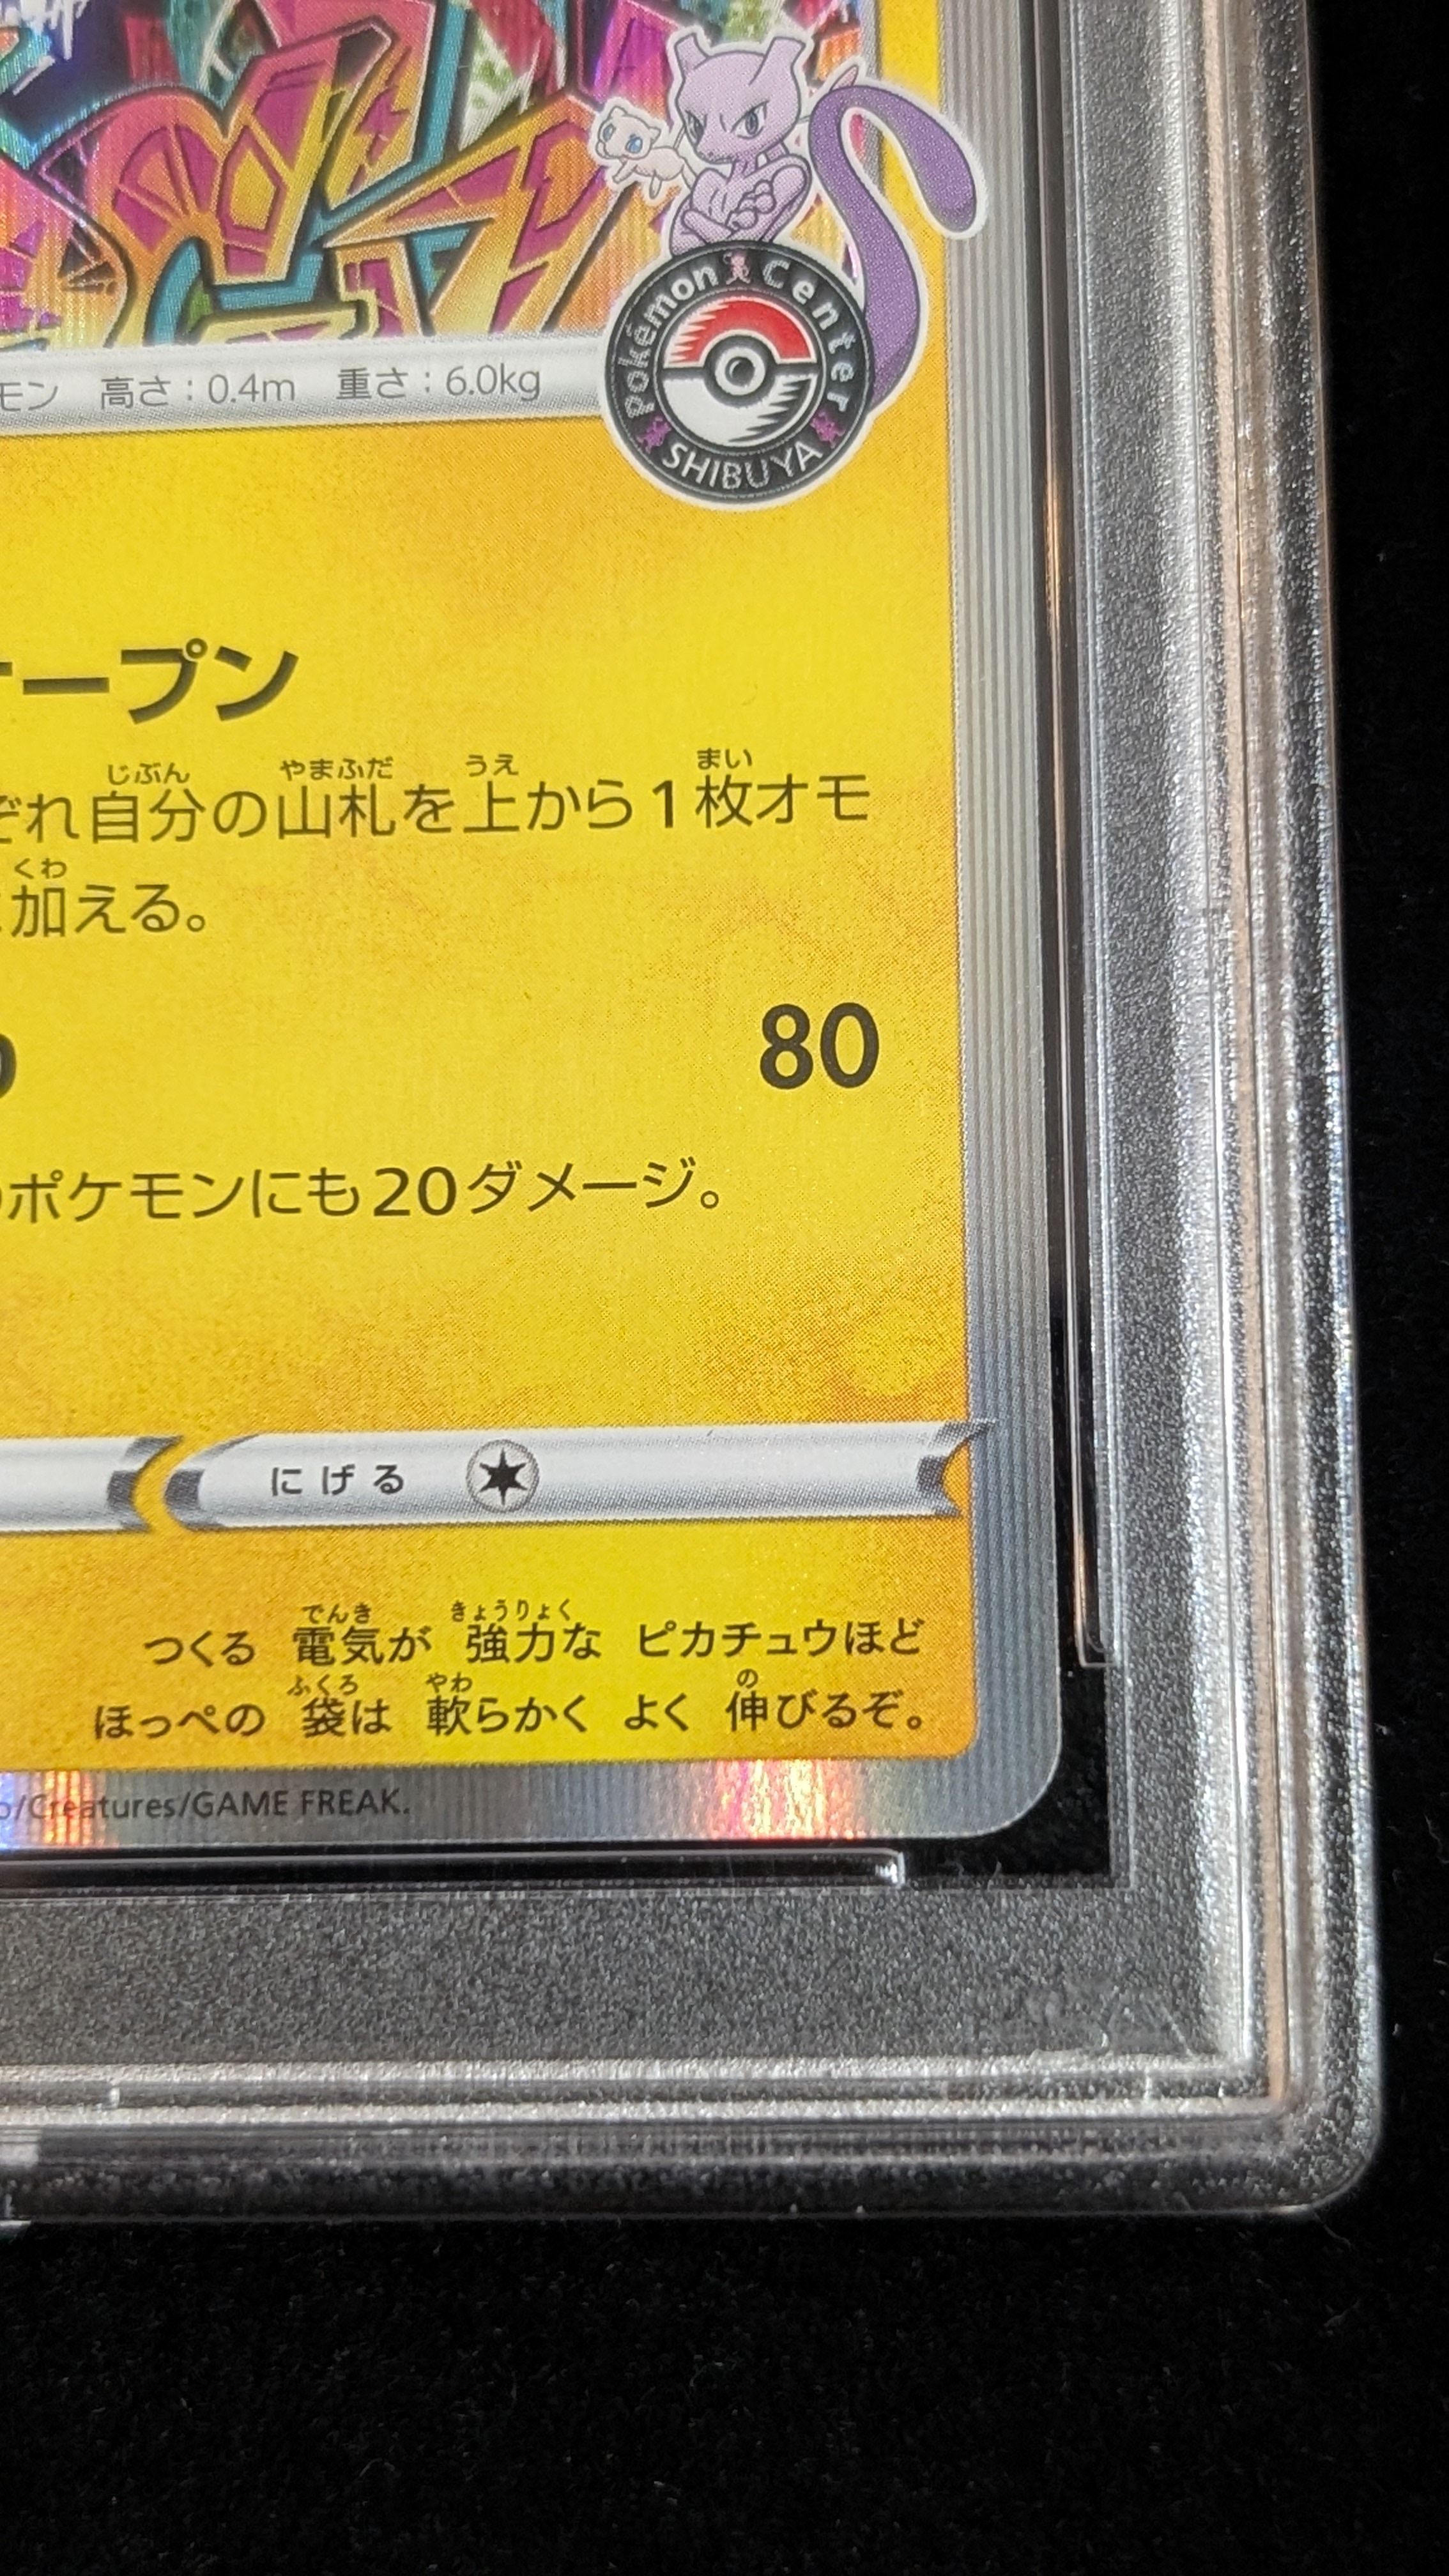 Pokémon Center
SHIBUYA
モン 高さ：0.4m 重さ：6.0kg
ープン
じぶん やまふだ うえ まい
ぞれ自分の山札を上から1枚オモ
くわ
加える。
80
ポケモンにも20ダメージ。
にげる
でんき きょうりょく
つくる 電気が 強力な ピカチュウほど
ふくろ やわ の
ほっぺの 袋は 軟らかく よく 伸びるぞ。
o/Creatures/GAME FREAK.